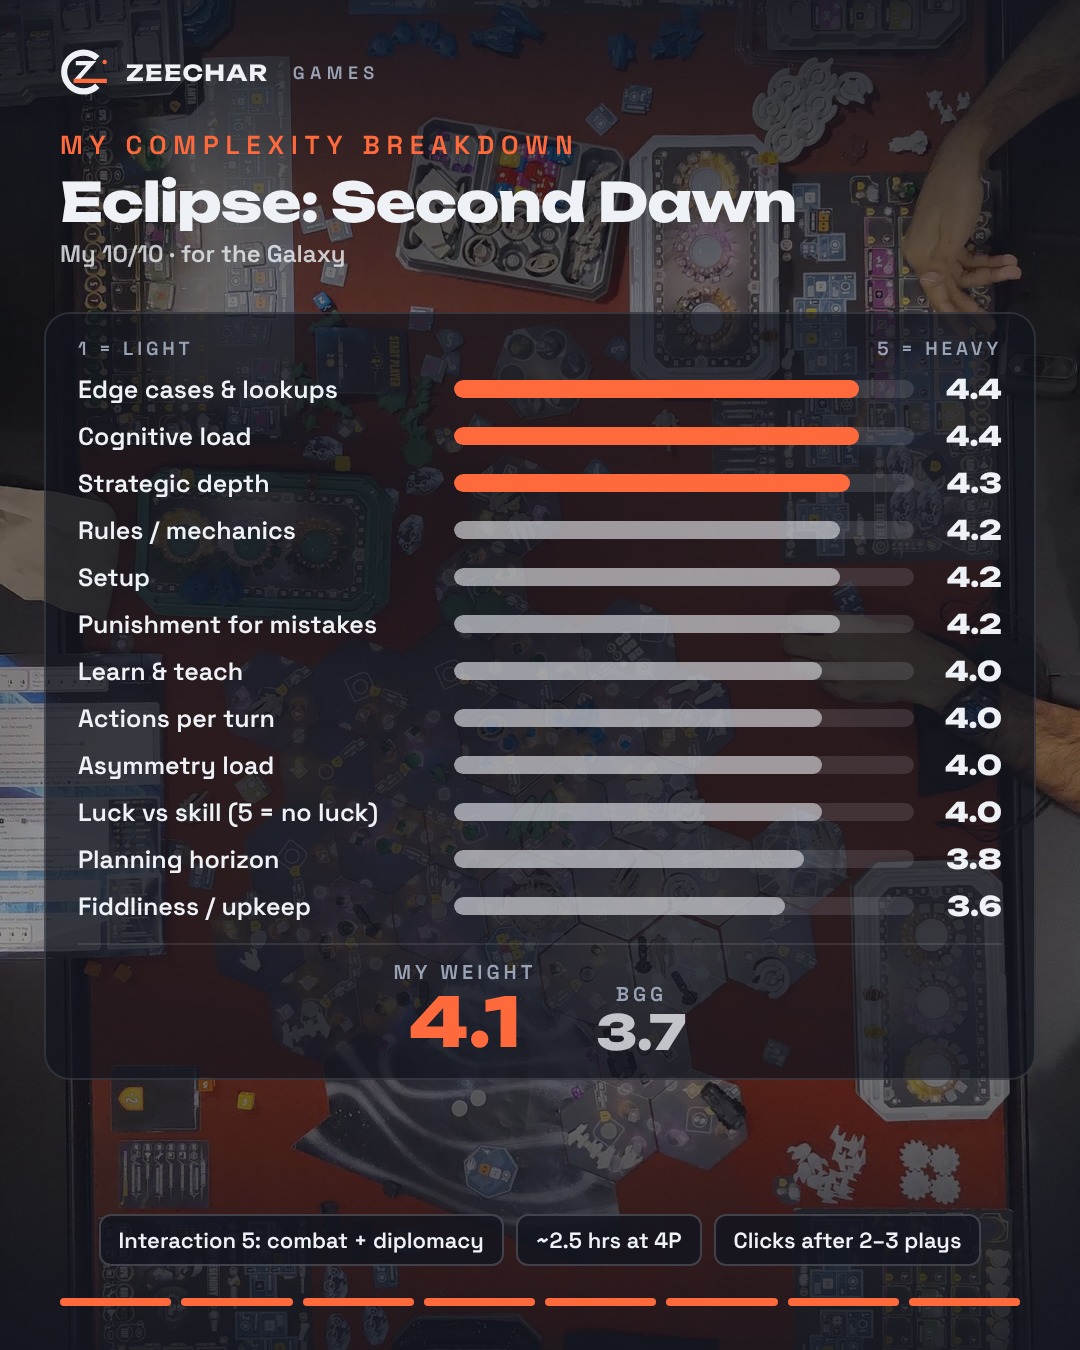 ZEECHAR GAMES
MY COMPLEXITY BREAKDOWN
Eclipse: Second Dawn
My 10/10 · for the Galaxy
1 = LIGHT 5 = HEAVY
Edge cases & lookups 4.4
Cognitive load 4.4
Strategic depth 4.3
Rules / mechanics 4.2
Setup 4.2
Punishment for mistakes 4.2
Learn & teach 4.0
Actions per turn 4.0
Asymmetry load 4.0
Luck vs skill (5 = no luck) 4.0
Planning horizon 3.8
Fiddliness / upkeep 3.6
MY WEIGHT
4.1
BGG
3.7
Interaction 5: combat + diplomacy
~2.5 hrs at 4P
Clicks after 2–3 plays
START PLAYER